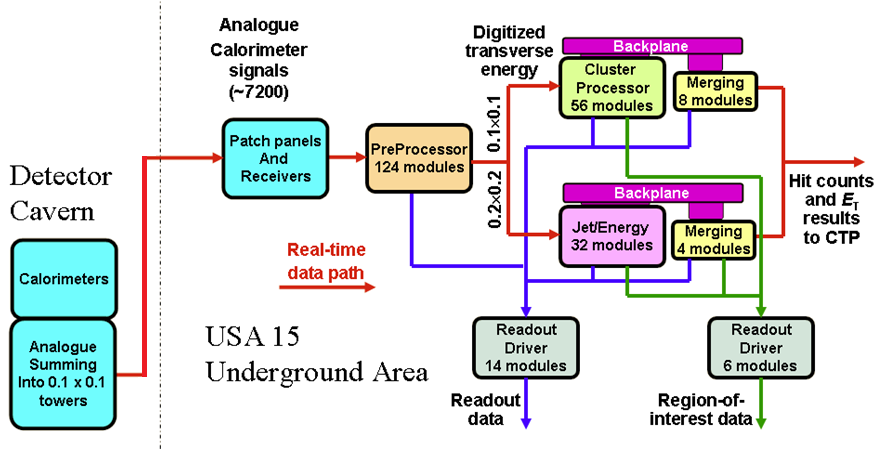 Analogue
Calorimeter
signals
(~7200)
Digitized
transverse
energy
Backplane
Cluster
Processor
56 modules
Merging
8 modules
0.1×0.1
Patch panels
And
Receivers
PreProcessor
124 modules
0.2×0.2
Hit counts
and ET
results
to CTP
Backplane
Jet/Energy
32 modules
Merging
4 modules
Detector
Cavern
Calorimeters
Analogue
Summing
Into 0.1 x 0.1
towers
Real-time
data path
USA 15
Underground Area
Readout
Driver
14 modules
Readout
Driver
6 modules
Readout
data
Region-of-
interest data